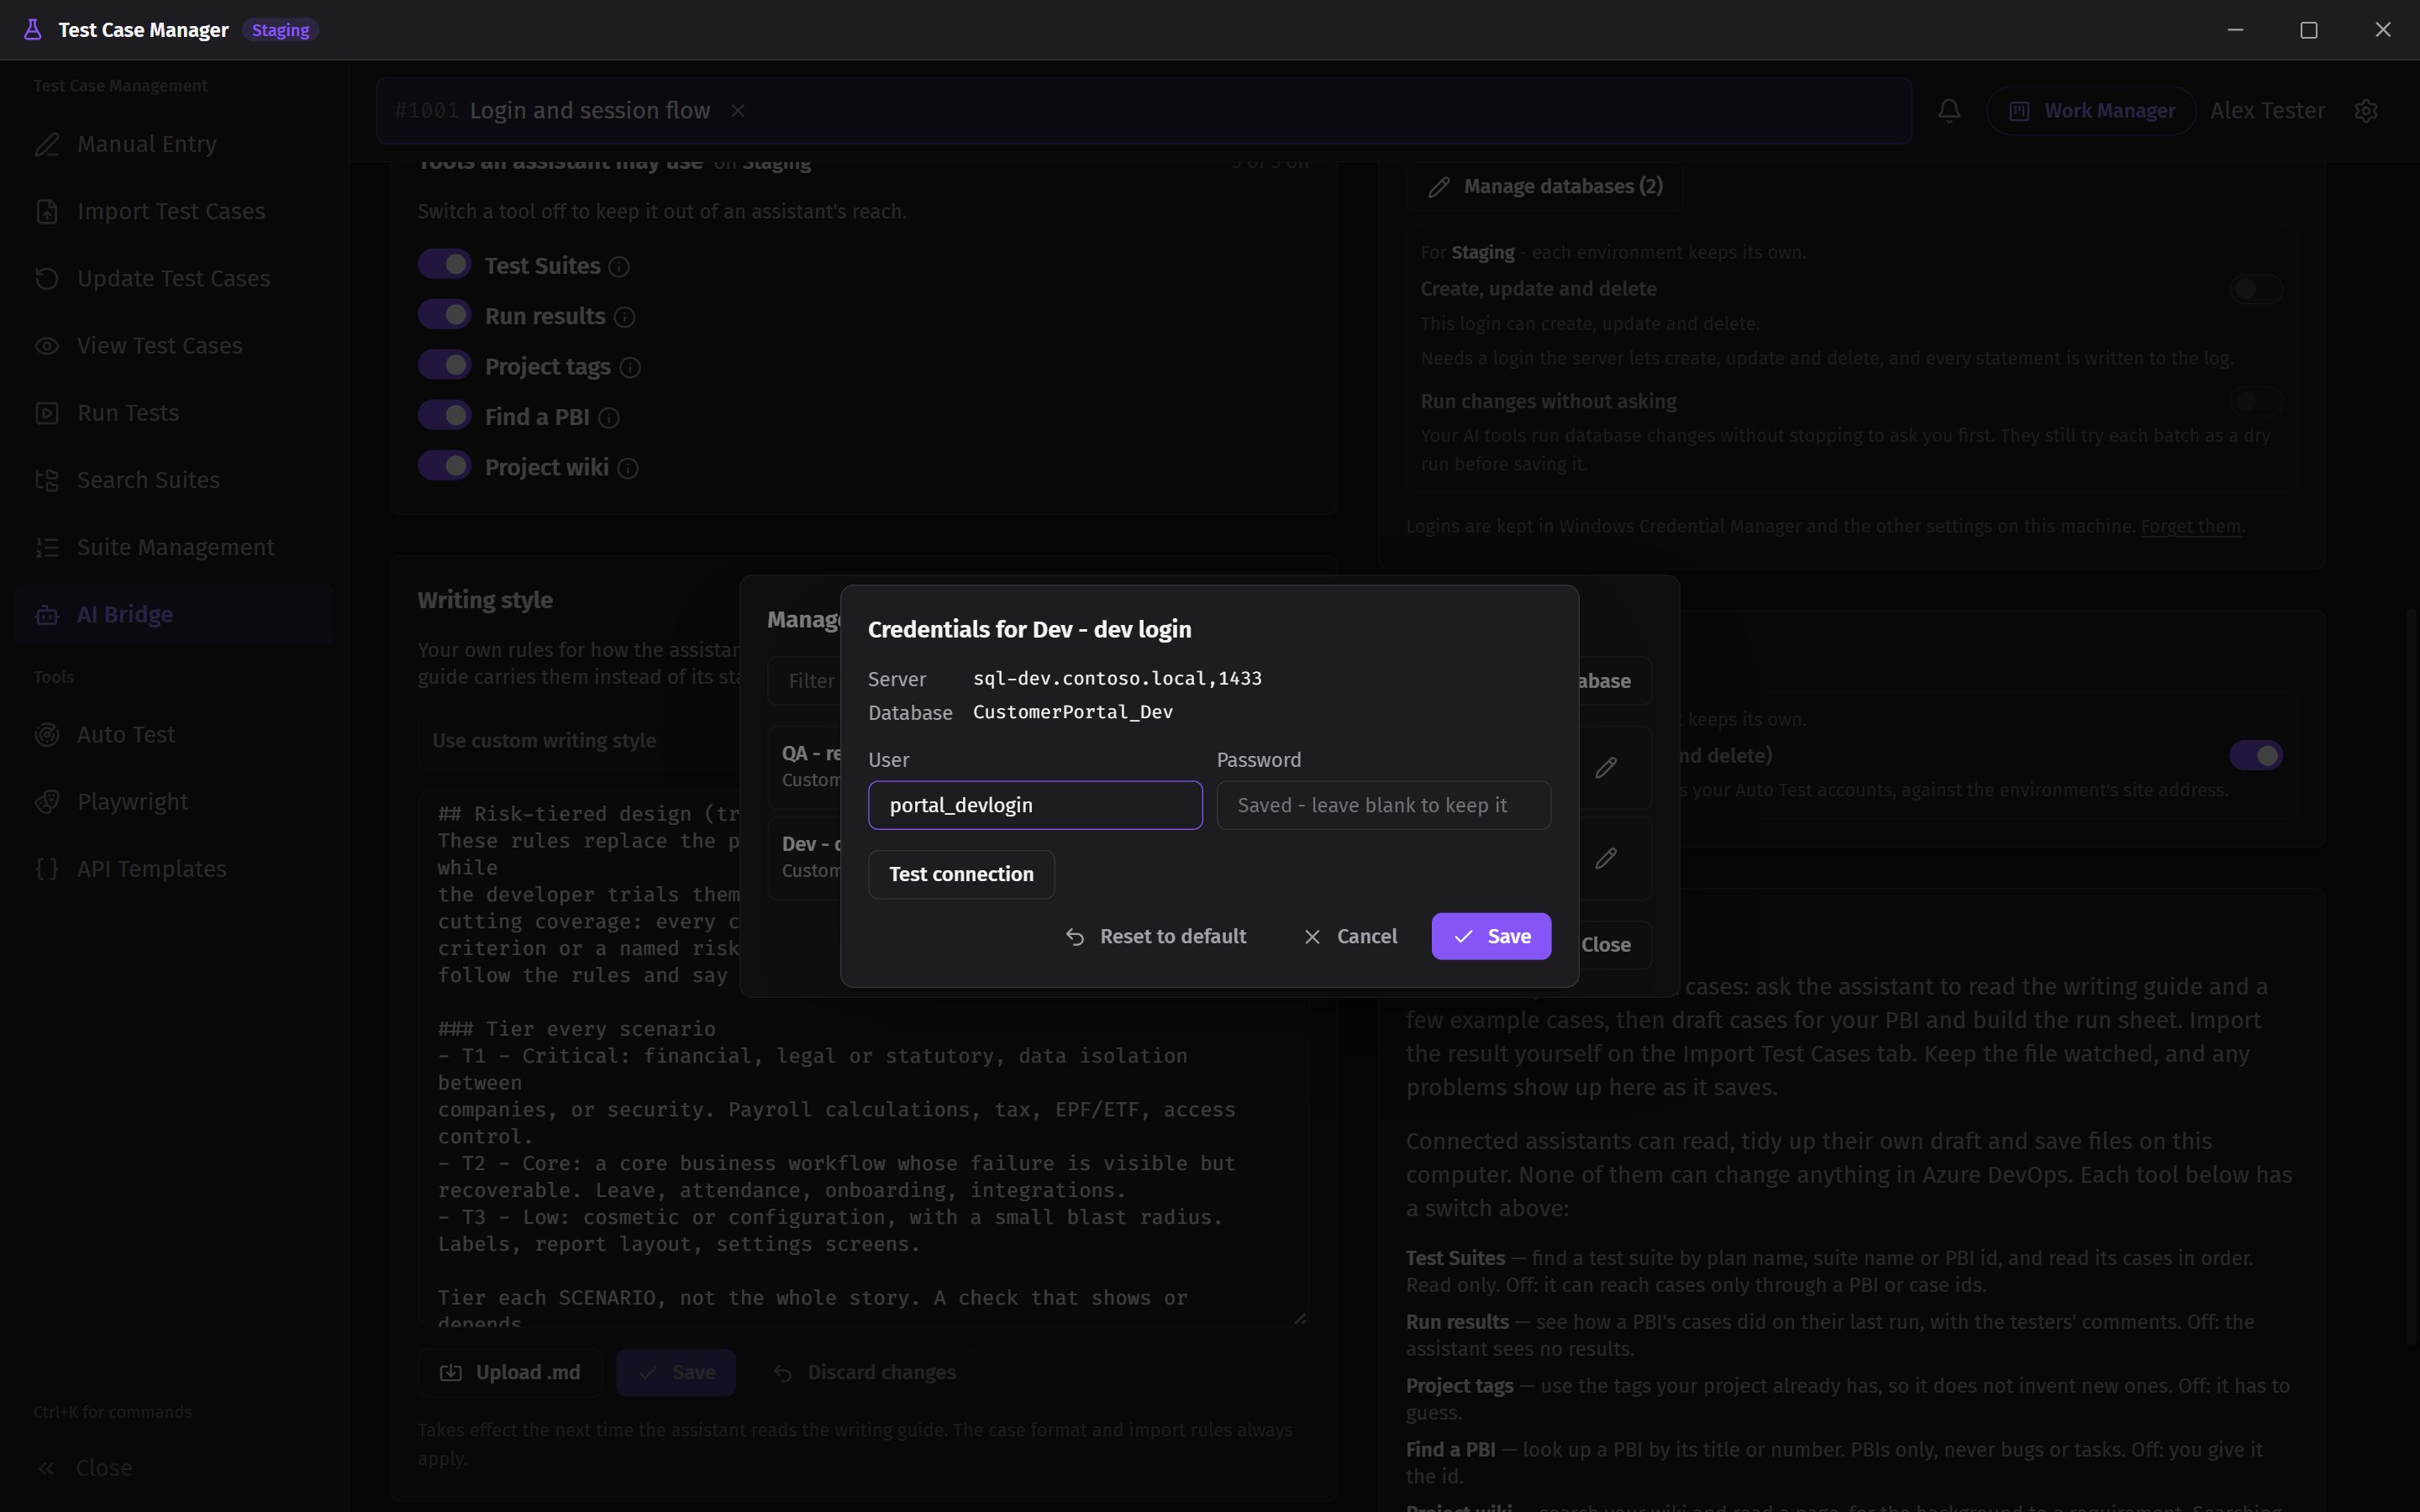 Test Case Manager Staging
Test Case Management
Manual Entry
Import Test Cases
Update Test Cases
View Test Cases
Run Tests
Search Suites
Suite Management
AI Bridge
Tools
Auto Test
Playwright
API Templates
Ctrl+K for commands
Close
#1001 Login and session flow
Work Manager
Alex Tester
Tools an assistant may use on Staging
Switch a tool off to keep it out of an assistant's reach.
Test Suites
Run results
Project tags
Find a PBI
Project wiki
Writing style
Your own rules for how the assistan
guide carries them instead of its sta
Use custom writing style
## Risk-tiered design (tr
These rules replace the p
while
the developer trials them
cutting coverage: every c
criterion or a named risk
follow the rules and say
### Tier every scenario
- T1 - Critical: financial, legal or statutory, data isolation
between
companies, or security. Payroll calculations, tax, EPF/ETF, access
control.
- T2 - Core: a core business workflow whose failure is visible but
recoverable. Leave, attendance, onboarding, integrations.
- T3 - Low: cosmetic or configuration, with a small blast radius.
Labels, report layout, settings screens.
Tier each SCENARIO, not the whole story. A check that shows or
depends
Upload .md
Save
Discard changes
Takes effect the next time the assistant reads the writing guide. The case format and import rules always
apply.
Manage databases (2)
For Staging - each environment keeps its own.
Create, update and delete
This login can create, update and delete.
Needs a login the server lets create, update and delete, and every statement is written to the log.
Run changes without asking
Your AI tools run database changes without stopping to ask you first. They still try each batch as a dry
run before saving it.
Logins are kept in Windows Credential Manager and the other settings on this machine. Forget them.
Manag
Filter
abase
QA - re
Custom
Dev - d
Custom
Close
Credentials for Dev - dev login
Server sql-dev.contoso.local,1433
Database CustomerPortal_Dev
User
Password
portal_devlogin
Saved - leave blank to keep it
Test connection
Reset to default
Cancel
Save
keeps its own.
nd delete)
s your Auto Test accounts, against the environment's site address.
cases: ask the assistant to read the writing guide and a
few example cases, then draft cases for your PBI and build the run sheet. Import
the result yourself on the Import Test Cases tab. Keep the file watched, and any
problems show up here as it saves.
Connected assistants can read, tidy up their own draft and save files on this
computer. None of them can change anything in Azure DevOps. Each tool below has
a switch above:
Test Suites — find a test suite by plan name, suite name or PBI id, and read its cases in order.
Read only. Off: it can reach cases only through a PBI or case ids.
Run results — see how a PBI's cases did on their last run, with the testers' comments. Off: the
assistant sees no results.
Project tags — use the tags your project already has, so it does not invent new ones. Off: it has to
guess.
Find a PBI — look up a PBI by its title or number. PBIs only, never bugs or tasks. Off: you give it
the id.
Project wiki — search your wiki and read a page, for the background to a requirement. Searching